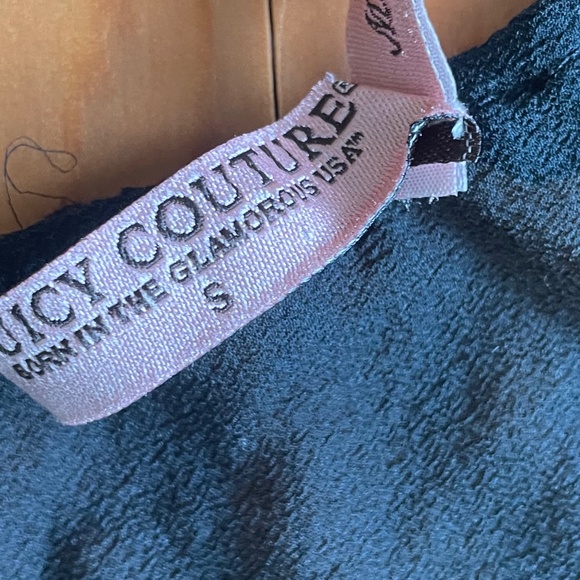 UICY COUTURE®
BORN IN THE GLAMOROUS USA™
S